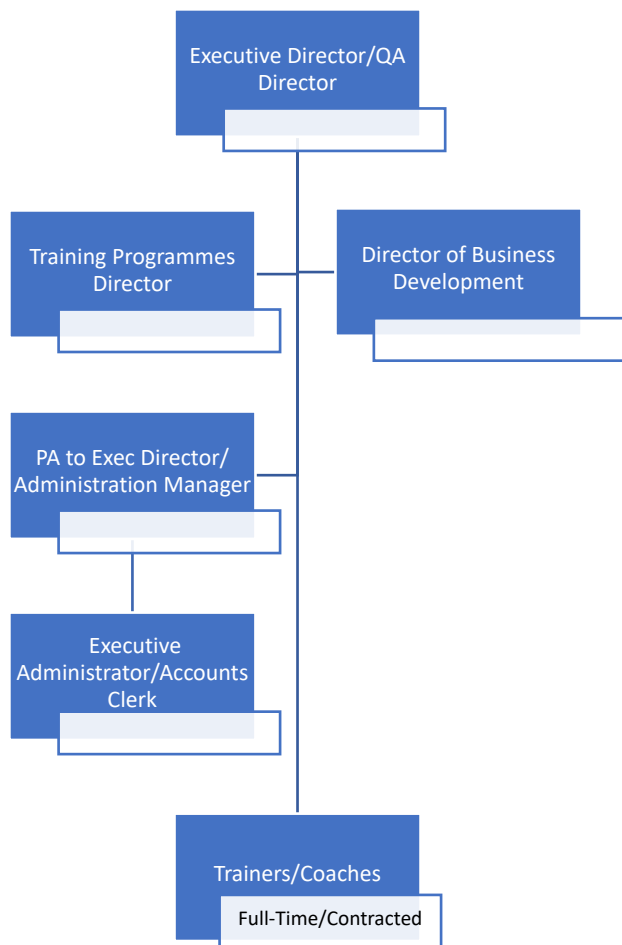 Executive Director/QA
Director
Training Programmes
Director
Director of Business
Development
PA to Exec Director/
Administration Manager
Executive
Administrator/Accounts
Clerk
Trainers/Coaches
Full-Time/Contracted